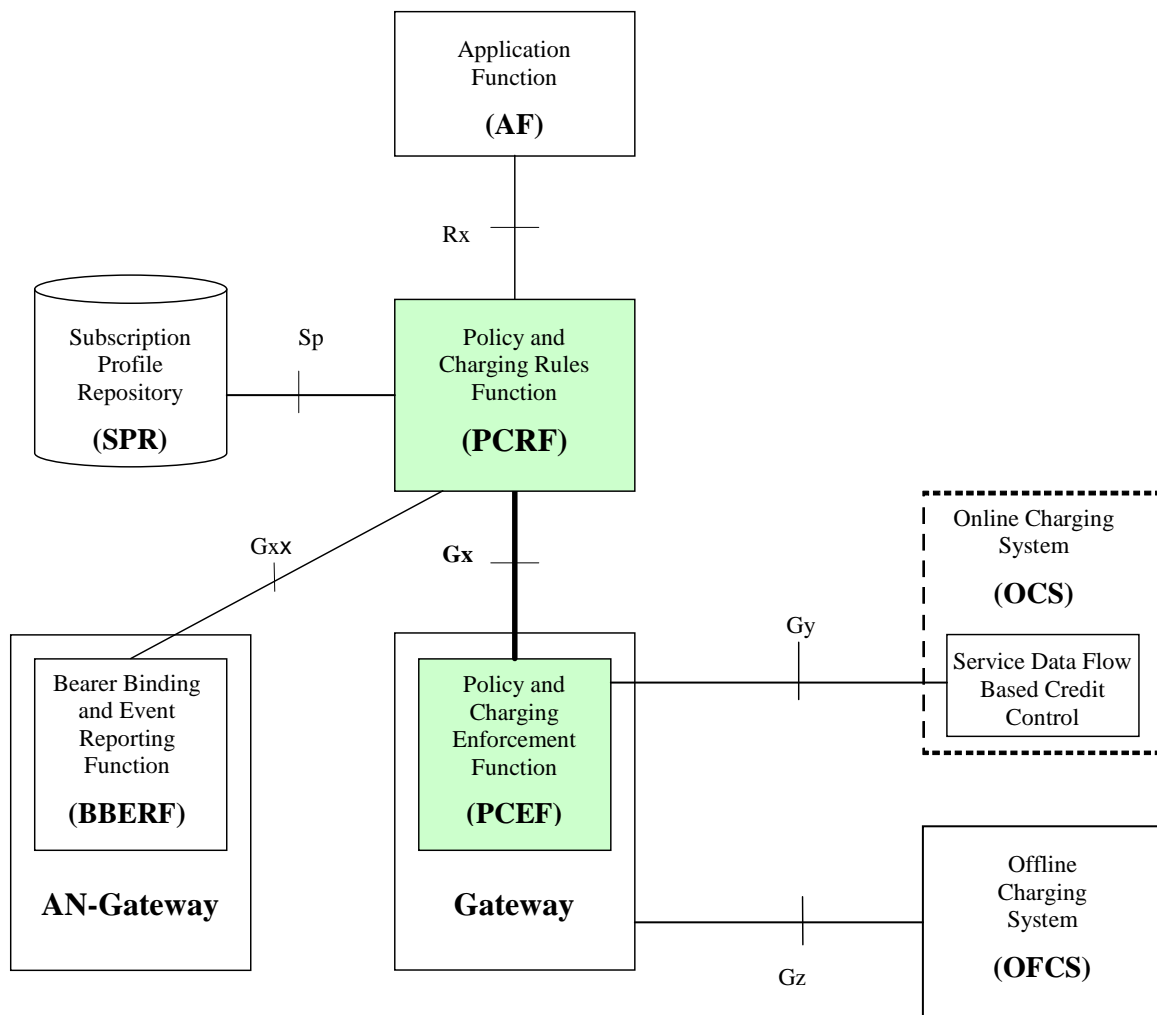 Application
Function
(AF)
Rx
Subscription
Profile
Repository
(SPR)
Sp
Policy and
Charging Rules
Function
(PCRF)
Gxx
Gx
Online Charging
System
(OCS)
Service Data Flow
Based Credit
Control
Gy
Bearer Binding
and Event
Reporting
Function
(BBERF)
AN-Gateway
Policy and
Charging
Enforcement
Function
(PCEF)
Gateway
Gz
Offline
Charging
System
(OFCS)